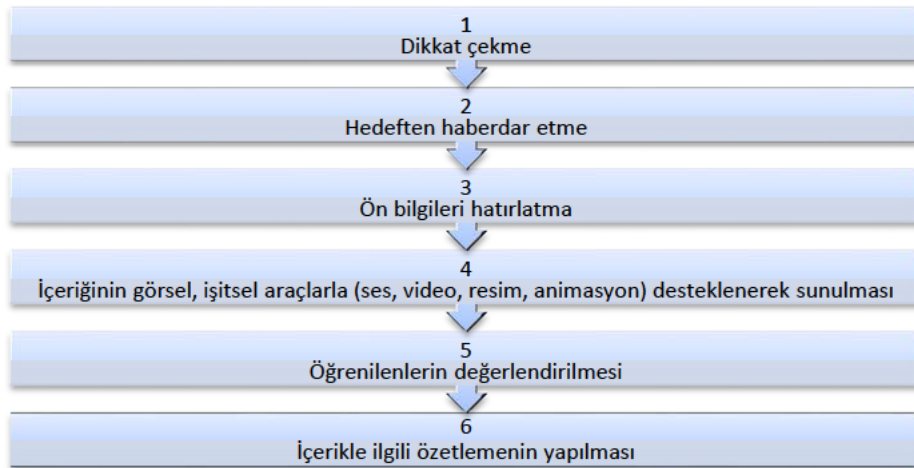 1
Dikkat çekme
2
Hedeften haberdar etme
3
Ön bilgileri hatırlatma
4
İçeriğinin görsel, işitsel araçlarla (ses, video, resim, animasyon) desteklenerek sunulması
5
Öğrenilenlerin değerlendirilmesi
6
İçerikle ilgili özetlemenin yapılması